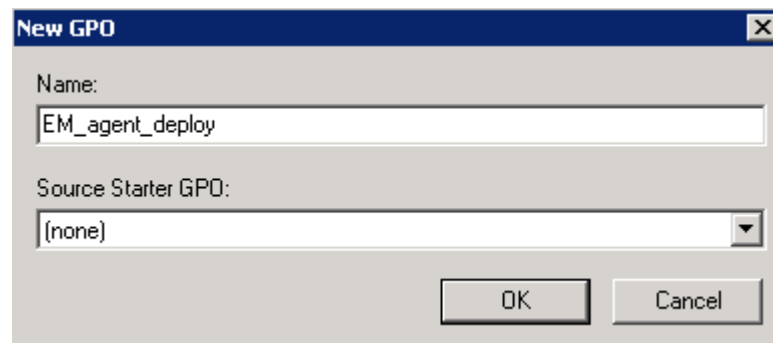 New GPO
Name:
EM_agent_deploy
Source Starter GPO:
(none)
OK
Cancel